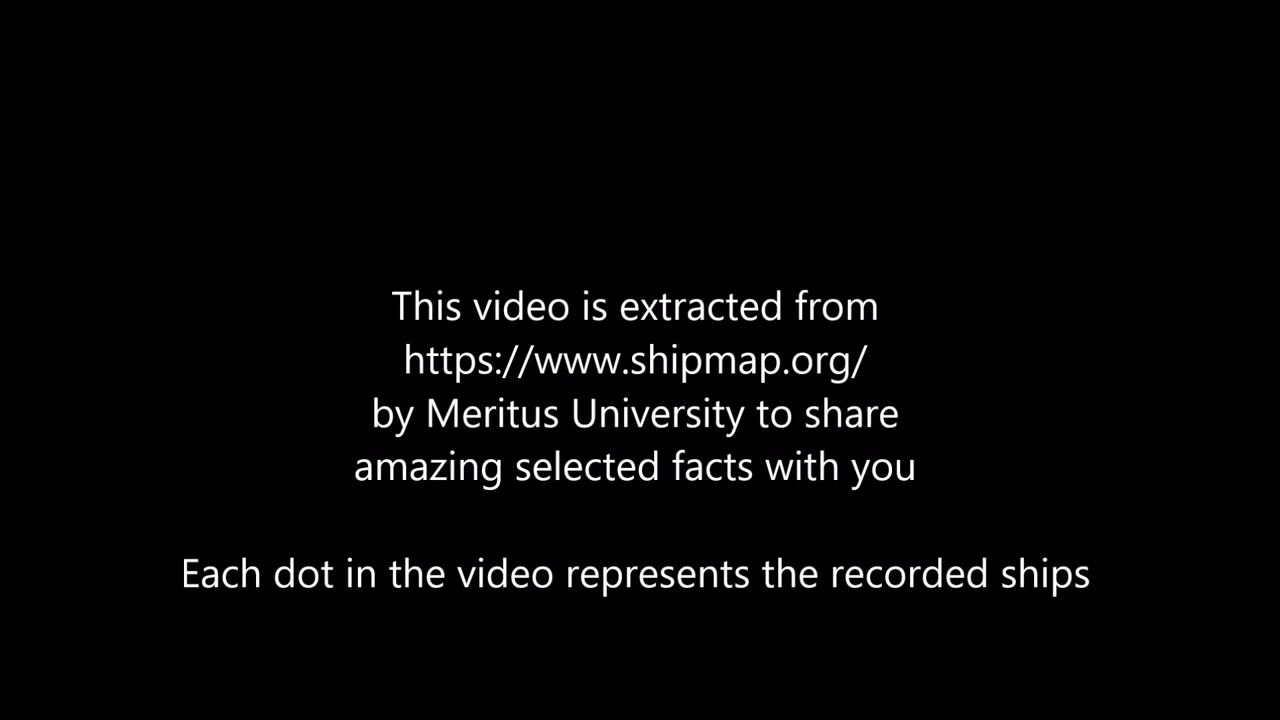 This video is extracted from
https://www.shipmap.org/
by Meritus University to share
amazing selected facts with you
Each dot in the video represents the recorded ships